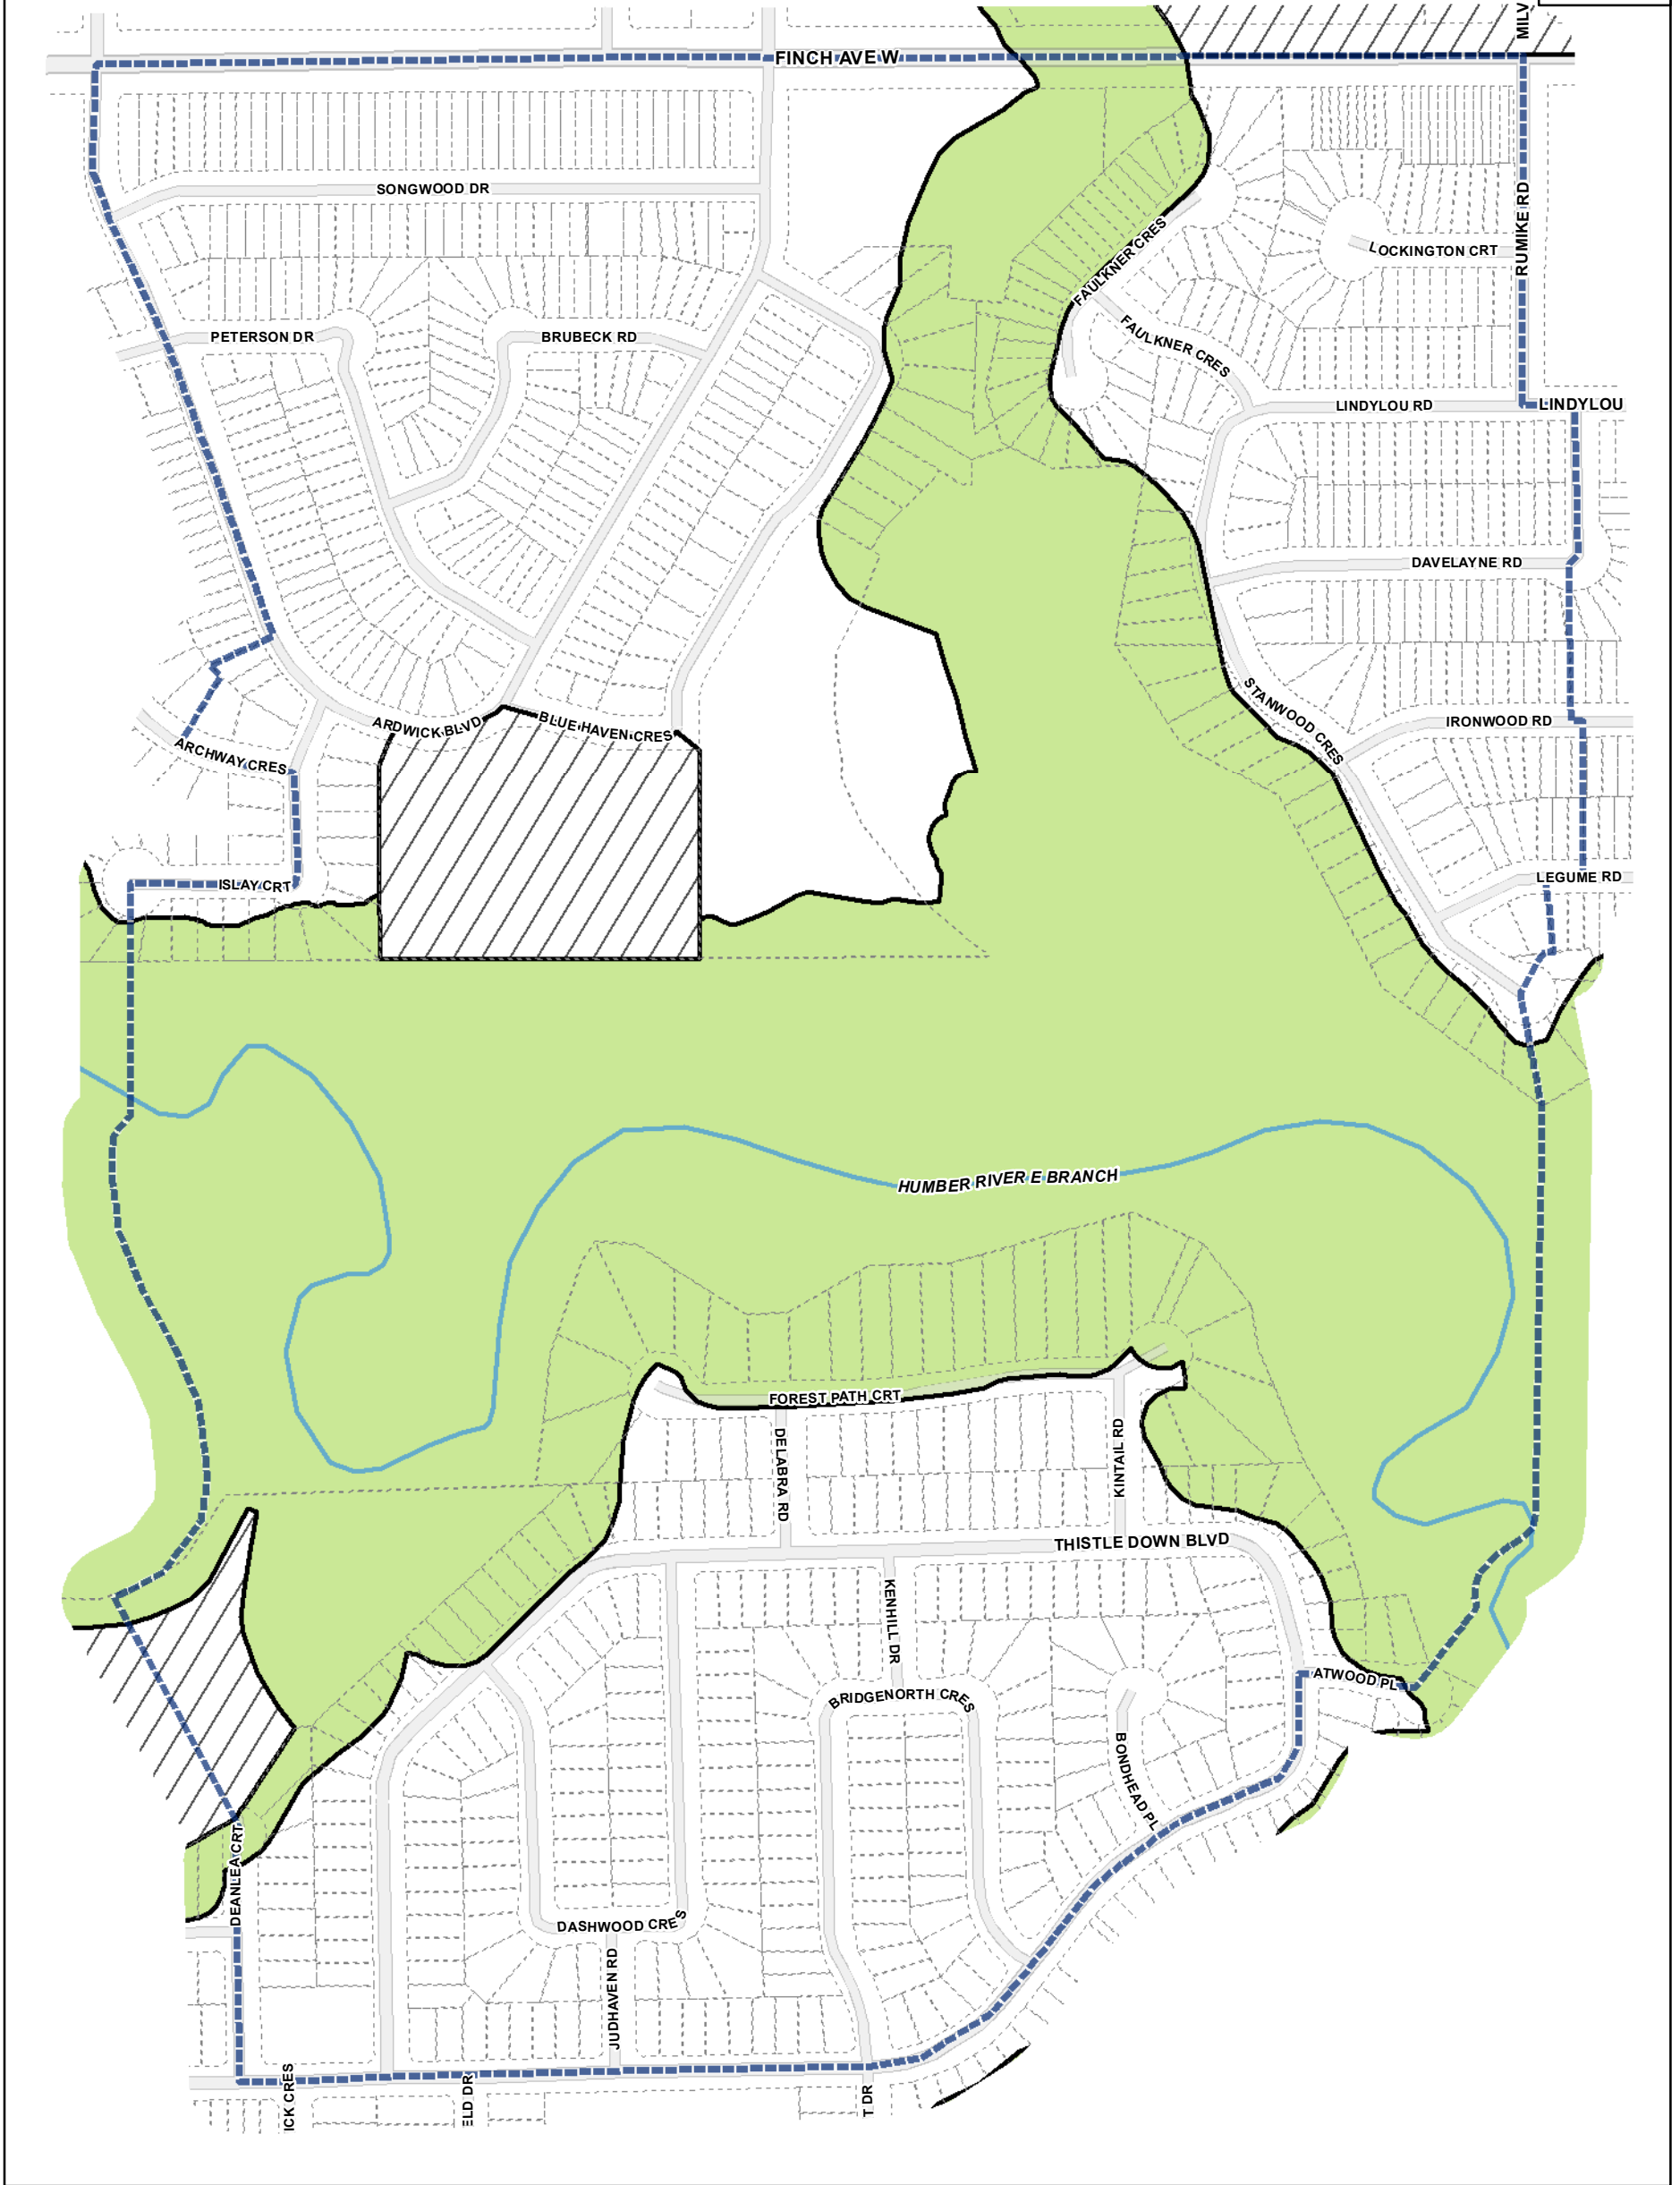 MILV
FINCH AVE W
SONGWOOD DR
RUMIKE RD
FAULKNER CRES
LOCKINGTON CRT
PETERSON DR
BRUBECK RD
FAULKNER CRES
LINDYLOU RD
LINDYLOU
DAVELAYNE RD
STANWOOD CRES
ARDWICK BLVD
BLUE HAVEN CRES
IRONWOOD RD
ARCHWAY CRES
LEGUME RD
ISLAY CRT
HUMBER RIVER E BRANCH
FOREST PATH CRT
DELABRA RD
KINTAIL RD
THISTLE DOWN BLVD
KENHILL DR
ATWOOD PL
BRIDGENORTH CRES
BONDHEAD PL
DEANLEA CRT
DASHWOOD CRES
JUDHAVEN RD
ICK CRES
ELD DR
T DR